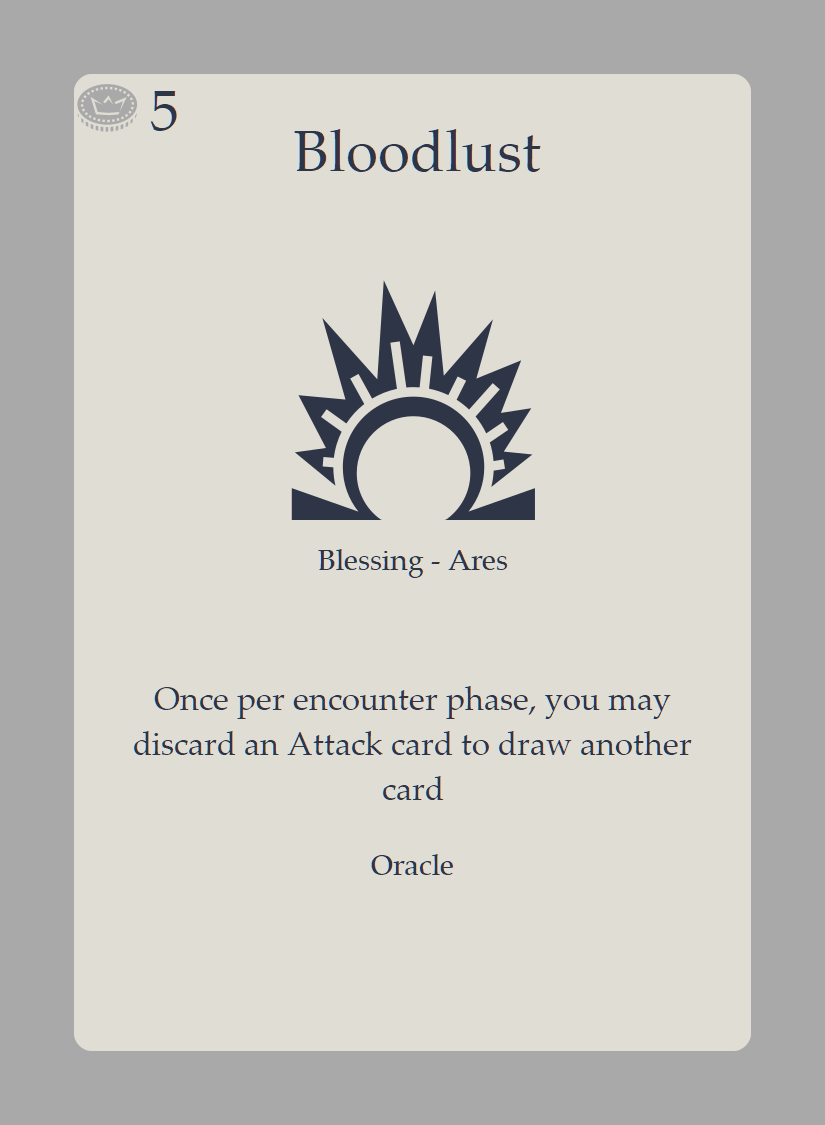 5
Bloodlust
Blessing - Ares
Once per encounter phase, you may
discard an Attack card to draw another
card
Oracle